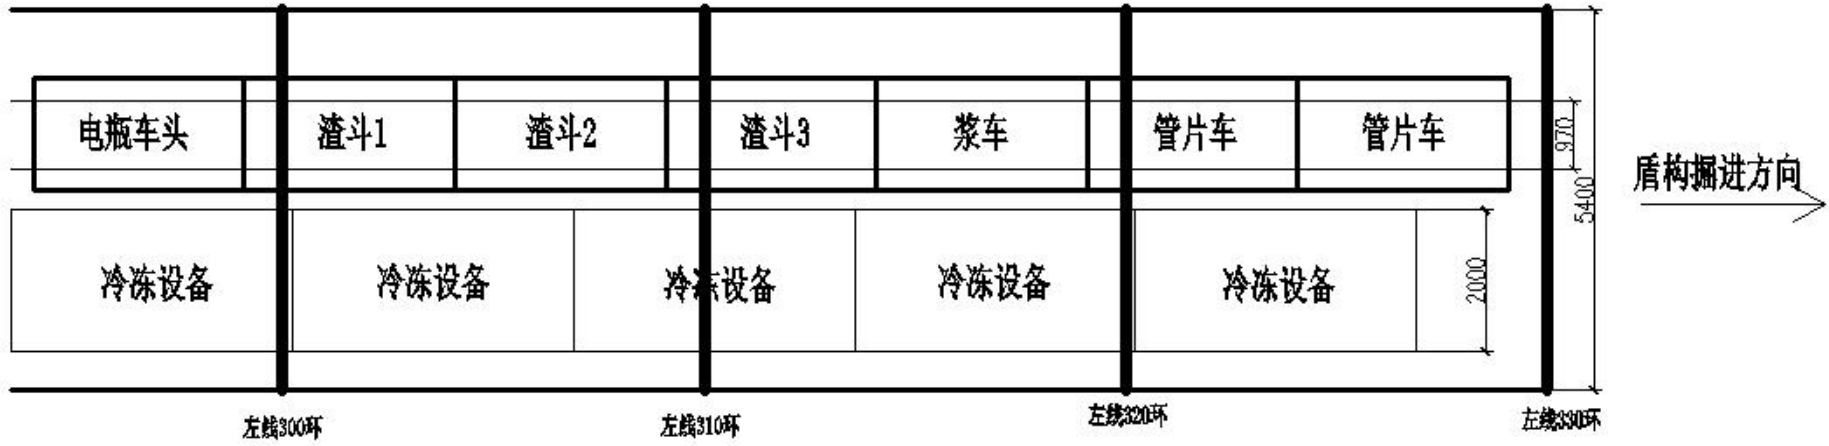 电瓶车头 渣斗1 渣斗2 渣斗3 浆车 管片车 管片车
970
盾构掘进方向
5400
冷冻设备 冷冻设备 冷冻设备 冷冻设备 冷冻设备
2000
左线300环 左线310环 左线320环 左线330环